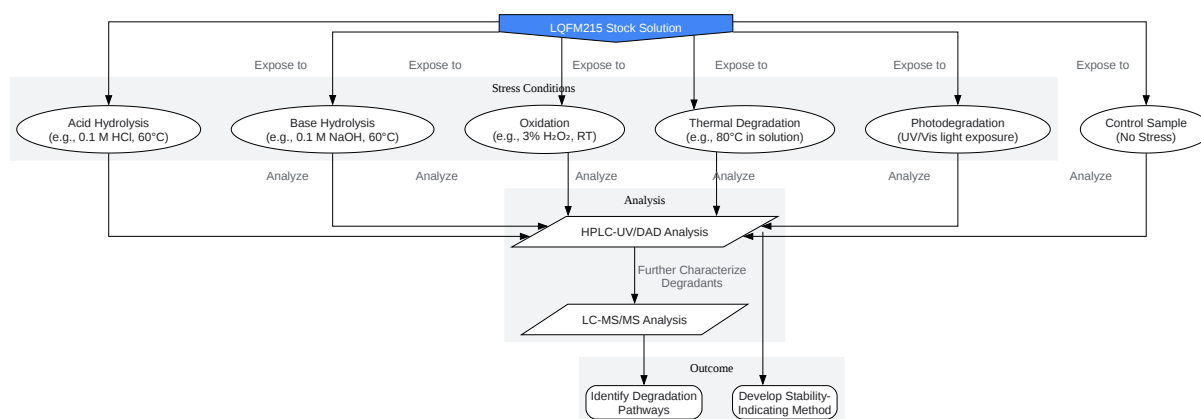 LQFM215 Stock Solution
Expose to
Expose to
Expose to
Expose to
Expose to
Expose to
Stress Conditions
Acid Hydrolysis
(e.g., 0.1 M HCl, 60°C)
Base Hydrolysis
(e.g., 0.1 M NaOH, 60°C)
Oxidation
(e.g., 3% H₂O₂, RT)
Thermal Degradation
(e.g., 80°C in solution)
Photodegradation
(UV/Vis light exposure)
Control Sample
(No Stress)
Analyze
Analyze
Analyze
Analyze
Analyze
Analyze
Analysis
HPLC-UV/DAD Analysis
Further Characterize
Degradants
LC-MS/MS Analysis
Outcome
Identify Degradation
Pathways
Develop Stability-
Indicating Method